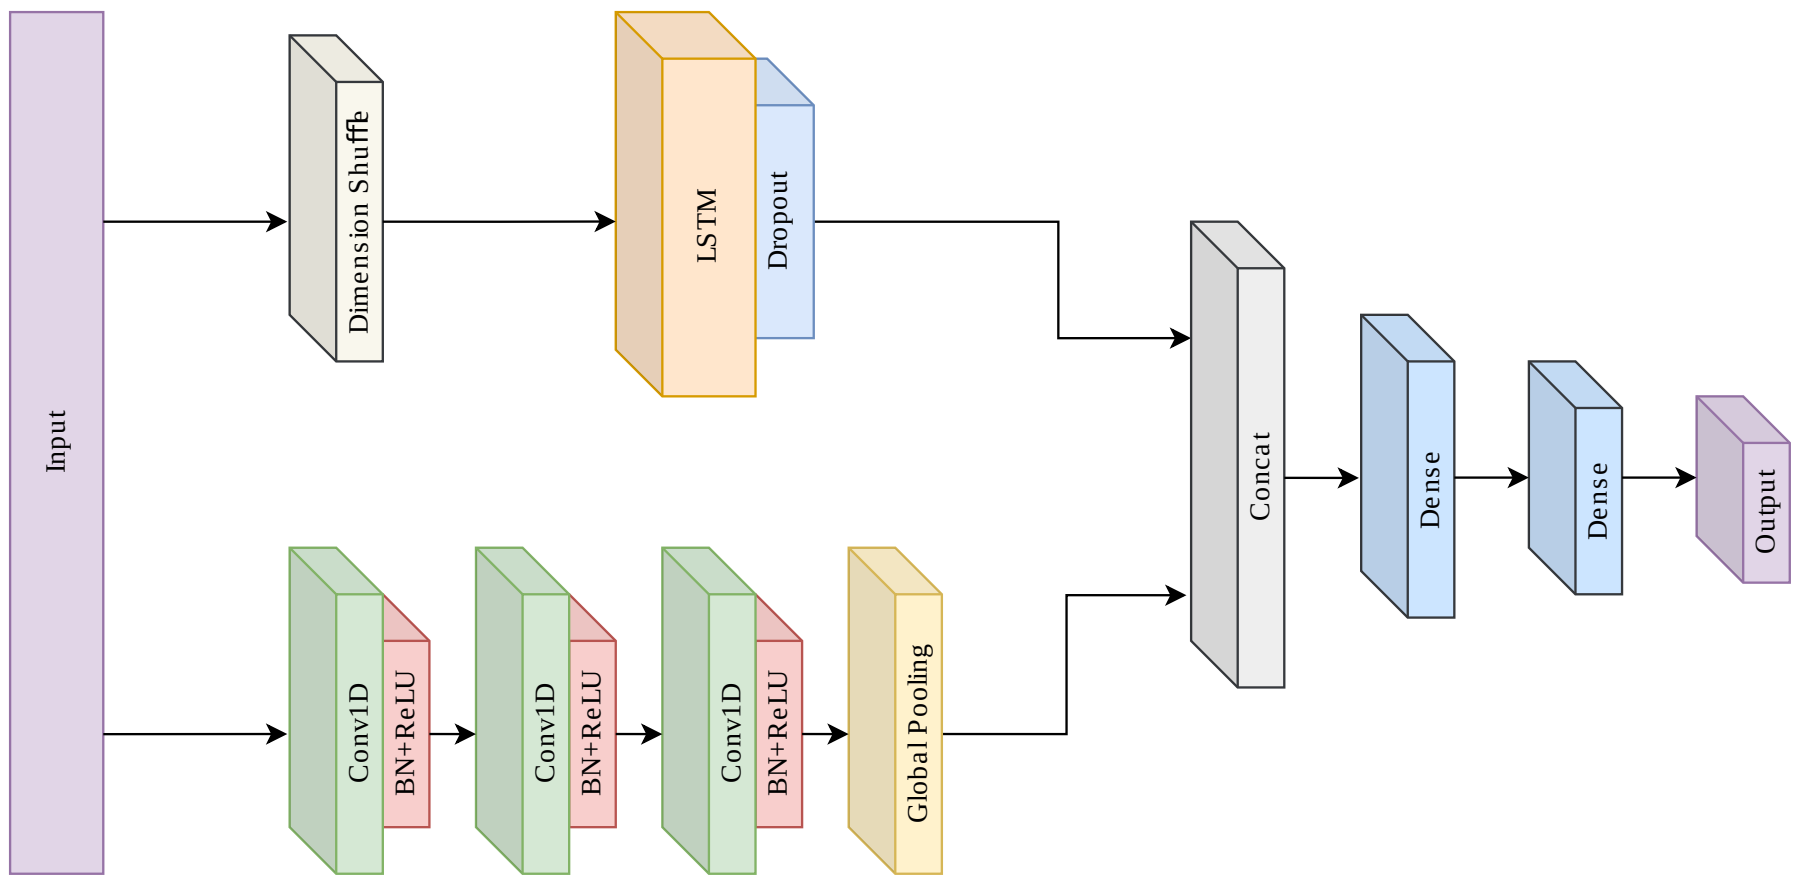 Input
Dimension Shuffle
LSTM
Dropout
Conv1D
BN+ReLU
Conv1D
BN+ReLU
Conv1D
BN+ReLU
Global Pooling
Concat
Dense
Dense
Output